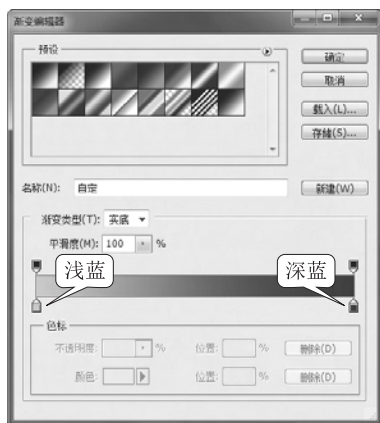 渐变编辑器
预设
确定
取消
载入(L)...
存储(S)...
名称(N): 自定
新建(W)
渐变类型(T): 实底
平滑度(M): 100 %
浅蓝
深蓝
色标
不透明度: % 位置: % 删除(D)
颜色: 位置: % 删除(D)